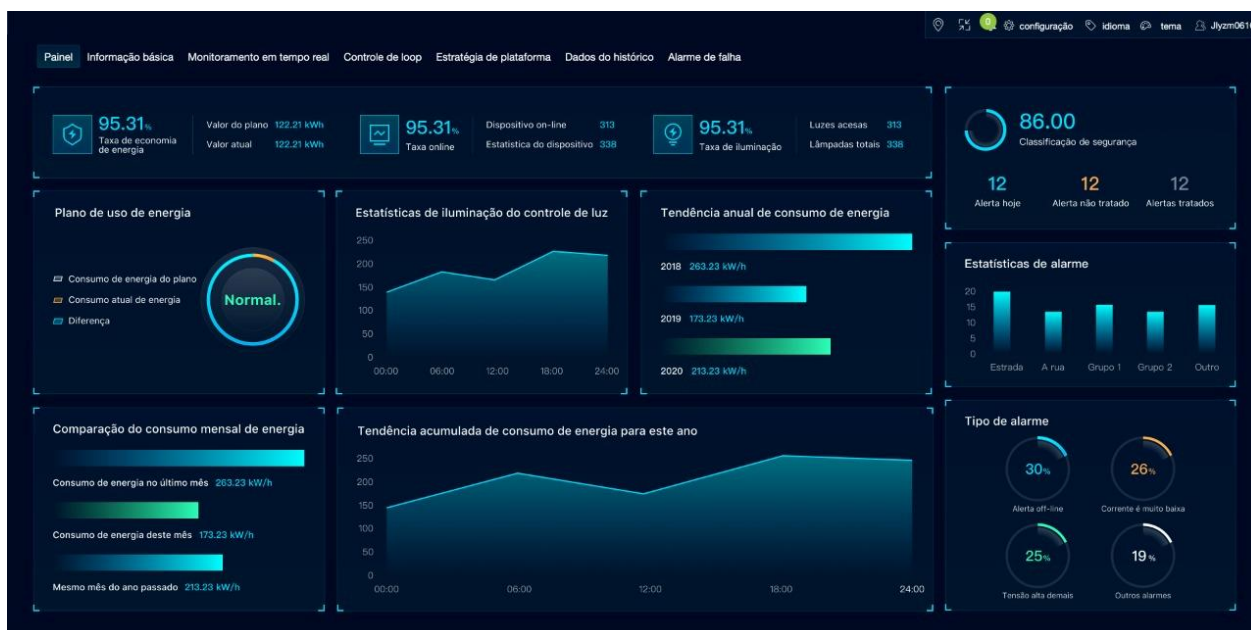 0
configuração
idioma
tema
Jlyzm061
Painel Informação básica Monitoramento em tempo real Controle de loop Estratégia de plataforma Dados do histórico Alarme de falha
95.31%
Taxa de economia
de energia
Valor do plano 122.21 kWh
Valor atual 122.21 kWh
95.31%
Taxa online
Dispositivo on-line 313
Estatística do dispositivo 338
95.31%
Taxa de iluminação
Luzes acesas 313
Lâmpadas totais 338
86.00
Classificação de segurança
12 12 12
Alerta hoje Alerta não tratado Alertas tratados
Plano de uso de energia
Consumo de energia do plano
Consumo atual de energia
Diferença
Normal.
Estatísticas de iluminação do controle de luz
250
200
150
100
50
0
00:00 06:00 12:00 18:00 24:00
Tendência anual de consumo de energia
2018 263.23 kW/h
2019 173.23 kW/h
2020 213.23 kW/h
Estatísticas de alarme
20
15
10
5
0
Estrada A rua Grupo 1 Grupo 2 Outro
Comparação do consumo mensal de energia
Consumo de energia no último mês 263.23 kW/h
Consumo de energia deste mês 173.23 kW/h
Mesmo mês do ano passado 213.23 kW/h
Tendência acumulada de consumo de energia para este ano
250
200
150
100
50
0
00:00 06:00 12:00 18:00 24:00
Tipo de alarme
30% 26%
Alerta off-line Corrente é muito baixa
25% 19%
Tensão alta demais Outros alarmes